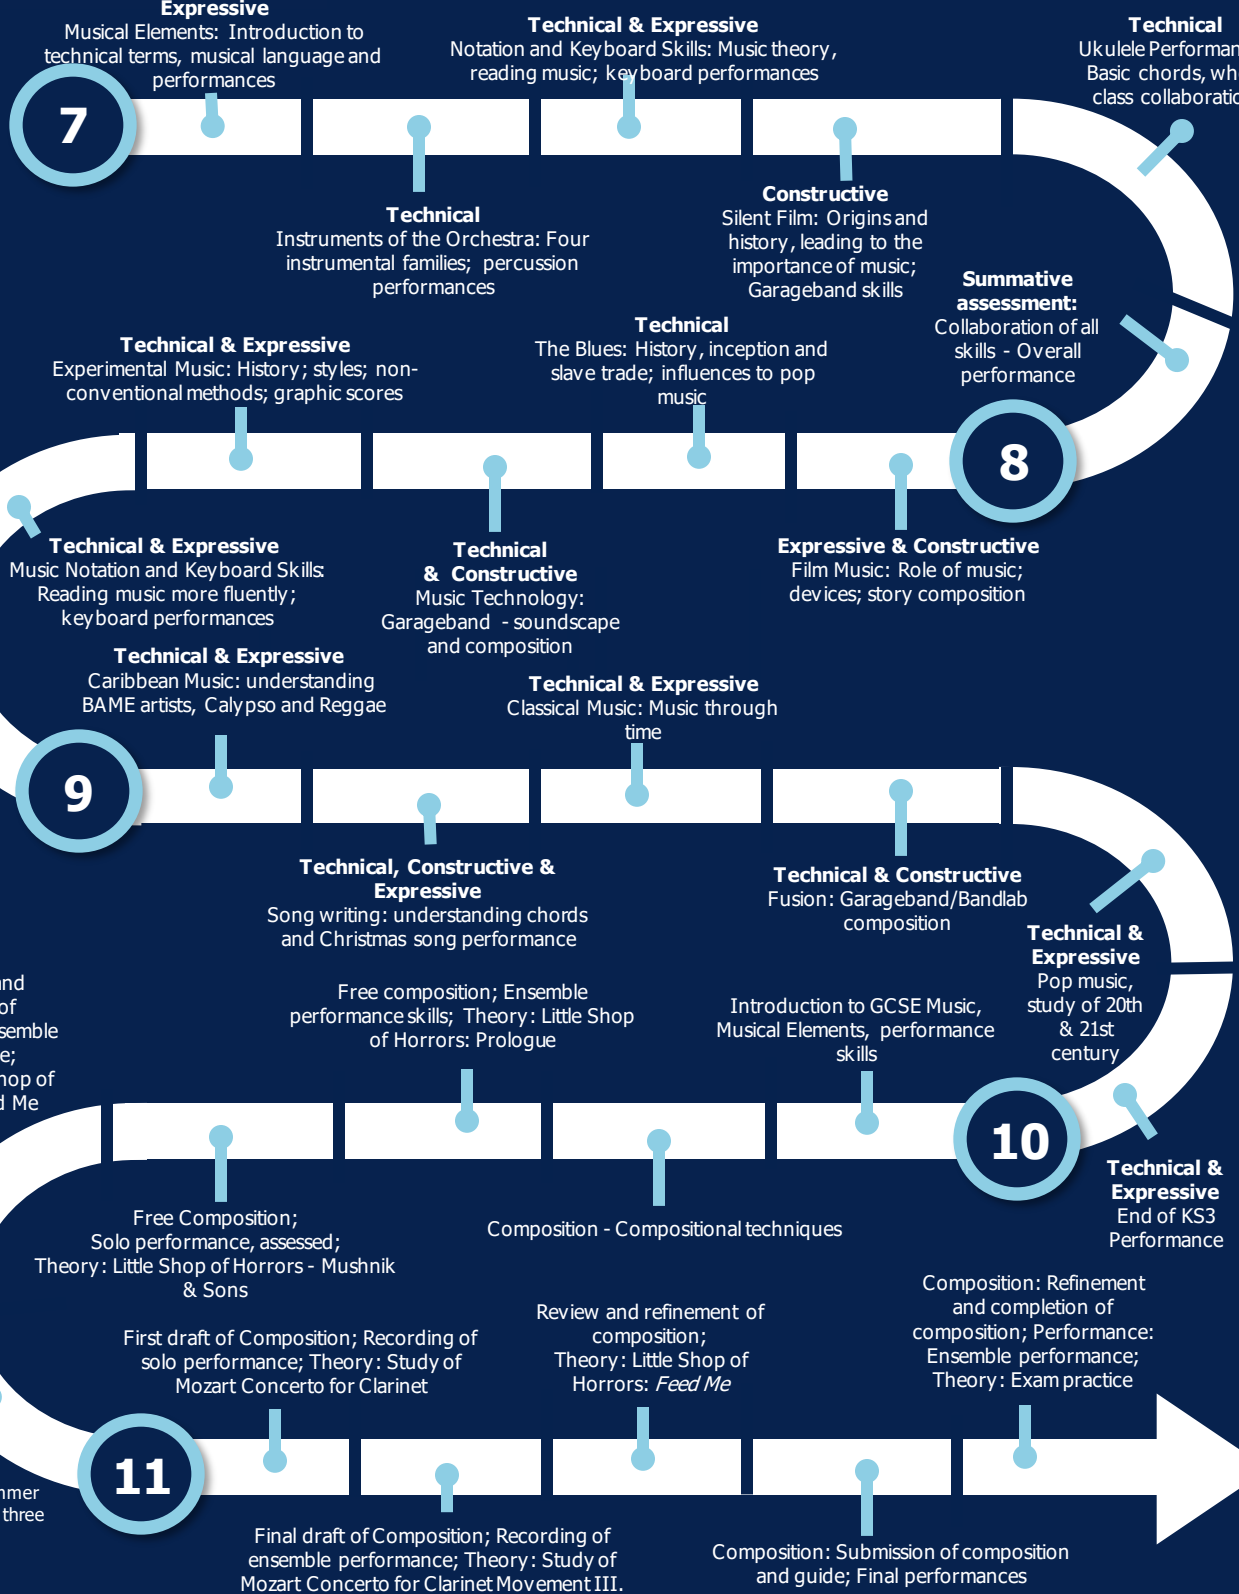 Expressive
Musical Elements: Introduction to
technical terms, musical language and
performances
Technical & Expressive
Notation and Keyboard Skills: Music theory,
reading music; keyboard performances
Technical
Ukulele
Basic chords,
class
7
Technical
Instruments of the Orchestra: Four
instrumental families; percussion
performances
Constructive
Silent Film: Origins and
history, leading to the
importance of music;
Garageband skills
Summative
assessment:
Collaboration of all
skills - Overall
performance
8
Technical
The Blues: History, inception and
slave trade; influences to pop
music
Technical & Expressive
Experimental Music: History; styles; non-
conventional methods; graphic scores
Expressive & Constructive
Film Music: Role of music;
devices; story composition
Technical
& Constructive
Music Technology:
Garageband - soundscape
and composition
Technical & Expressive
Music Notation and Keyboard Skills:
Reading music more fluently;
keyboard performances
Technical & Expressive
Caribbean Music: understanding
BAME artists, Calypso and Reggae
Technical & Expressive
Classical Music: Music through
time
9
Technical, Constructive &
Expressive
Song writing: understanding chords
and Christmas song performance
Technical & Constructive
Fusion: Garageband/Bandlab
composition
Technical &
Expressive
Pop music,
study of 20th
& 21st
century
Technical &
Expressive
End of KS3
Performance
10
Introduction to GCSE Music,
Musical Elements, performance
skills
Composition - Compositional techniques
Free composition; Ensemble
performance skills; Theory: Little Shop
of Horrors: Prologue
Free Composition;
Solo performance, assessed;
Theory: Little Shop of Horrors - Mushnik
& Sons
of
of
Me
three
11
First draft of Composition; Recording of
solo performance; Theory: Study of
Mozart Concerto for Clarinet
Final draft of Composition; Recording of
ensemble performance; Theory: Study of
Mozart Concerto for Clarinet Movement III.
Review and refinement of
composition;
Theory: Little Shop of
Horrors: Feed Me
Composition: Submission of composition
and guide; Final performances
Composition: Refinement
and completion of
composition; Performance:
Ensemble performance;
Theory: Exam practice